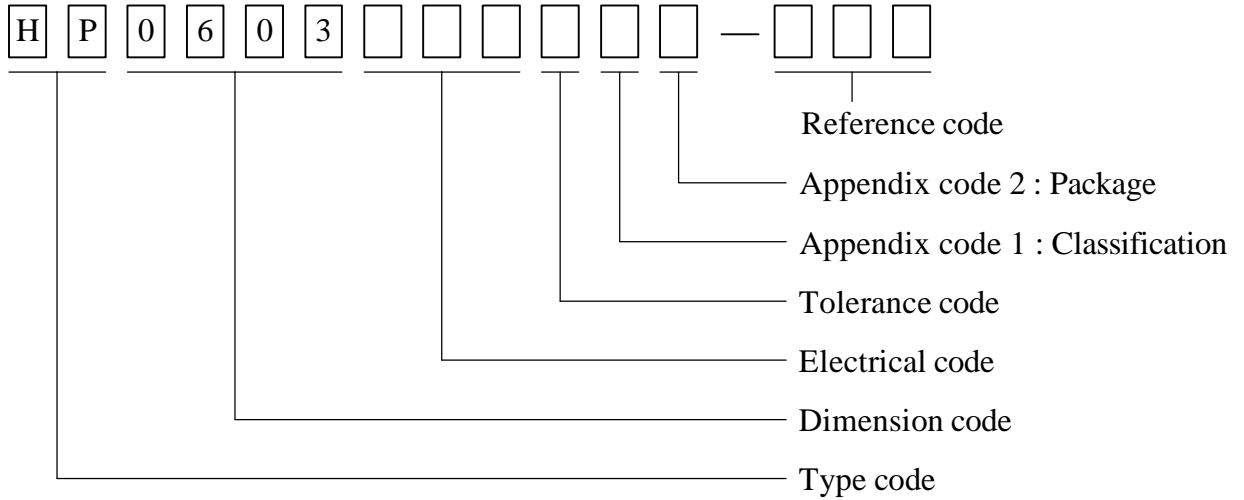 H P 0 6 0 3 —
Reference code
Appendix code 2 : Package
Appendix code 1 : Classification
Tolerance code
Electrical code
Dimension code
Type code